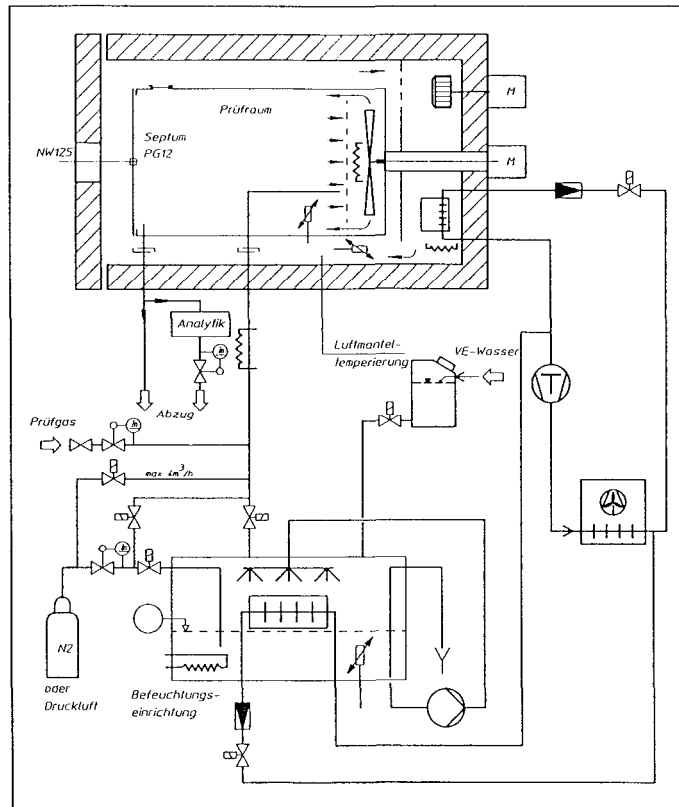 Prüfraum
M
NW125
Septum
PG12
M
Analytik
Luftmantel-
temperierung
VE-Wasser
Abzug
Prüfgas
max 4m³/h
N2
oder
Druckluft
Befeuchtungs-
einrichtung